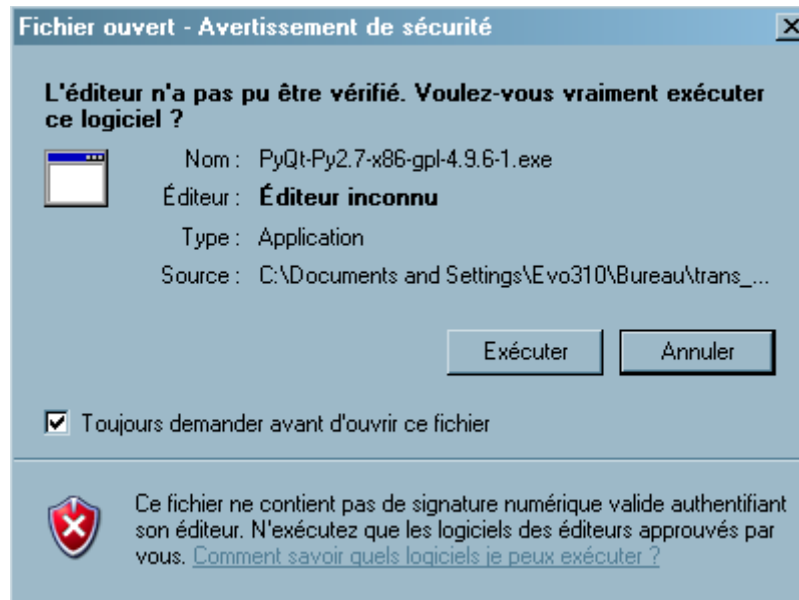 Fichier ouvert - Avertissement de sécurité
L'éditeur n'a pas pu être vérifié. Voulez-vous vraiment exécuter
ce logiciel ?
Nom : PyQt-Py2.7-x86-gpl-4.9.6-1.exe
Éditeur : Éditeur inconnu
Type : Application
Source : C:\Documents and Settings\Evo310\Bureau\trans_...
Exécuter Annuler
Toujours demander avant d'ouvrir ce fichier
Ce fichier ne contient pas de signature numérique valide authentifiant
son éditeur. N'exécutez que les logiciels des éditeurs approuvés par
vous. Comment savoir quels logiciels je peux exécuter ?